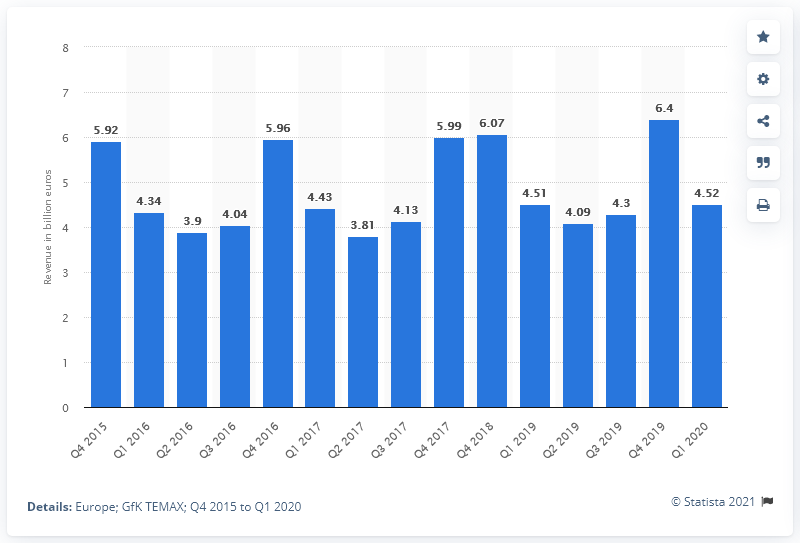 8
7
6
5
4
3
2
1
0
Revenue in billion euros
5.92
4.34
3.9
4.04
5.96
4.43
3.81
4.13
5.99
6.07
4.51
4.09
4.3
6.4
4.52
Q4 2015
Q1 2016
Q2 2016
Q3 2016
Q4 2016
Q1 2017
Q2 2017
Q3 2017
Q4 2017
Q4 2018
Q1 2019
Q2 2019
Q3 2019
Q4 2019
Q1 2020
Details: Europe; GfK TEMAX; Q4 2015 to Q1 2020
© Statista 2021